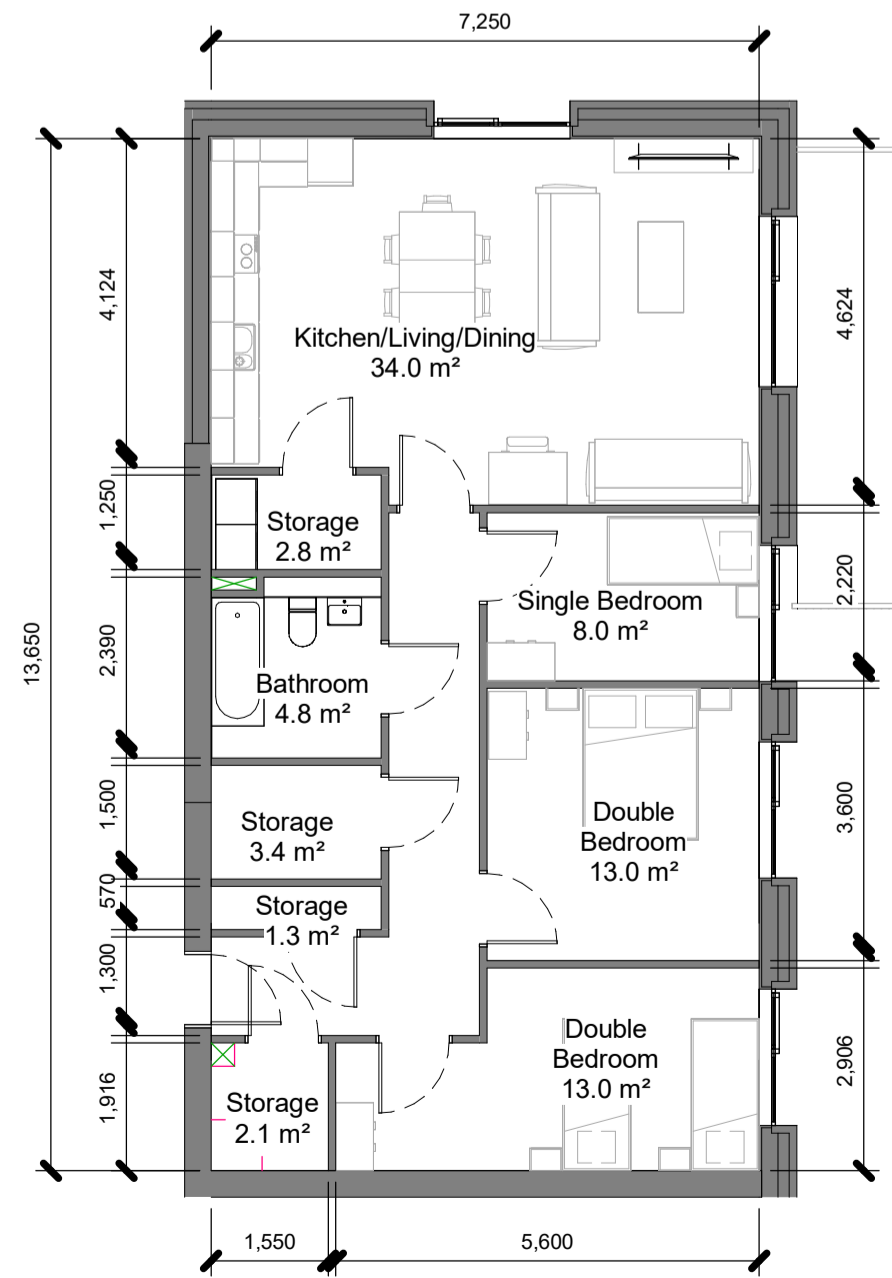 7,250
4,124
4,624
Kitchen/Living/Dining
34.0 m²
1,250
Storage
2.8 m²
2,220
Single Bedroom
8.0 m²
13,650
2,390
Bathroom
4.8 m²
1,500
Storage
3.4 m²
3,600
Double
Bedroom
13.0 m²
570
Storage
1.3 m²
1,300
Double
Bedroom
13.0 m²
2,906
1,916
Storage
2.1 m²
1,550
5,600